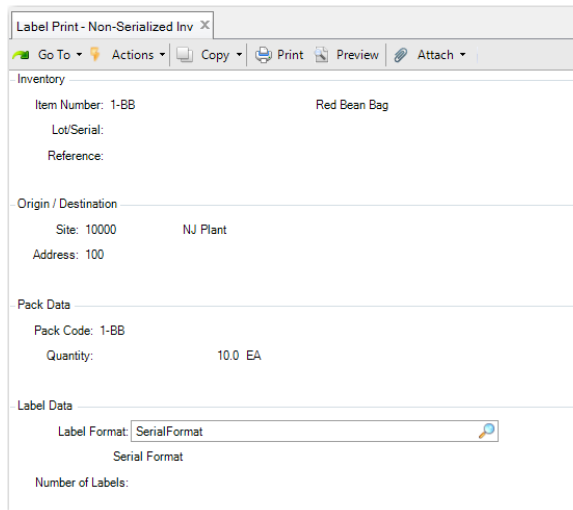 Label Print - Non-Serialized Inv X
Go To Actions Copy Print Preview Attach
Inventory
Item Number: 1-BB Red Bean Bag
Lot/Serial:
Reference:
Origin / Destination
Site: 10000 NJ Plant
Address: 100
Pack Data
Pack Code: 1-BB
Quantity: 10.0 EA
Label Data
Label Format: SerialFormat
Serial Format
Number of Labels: